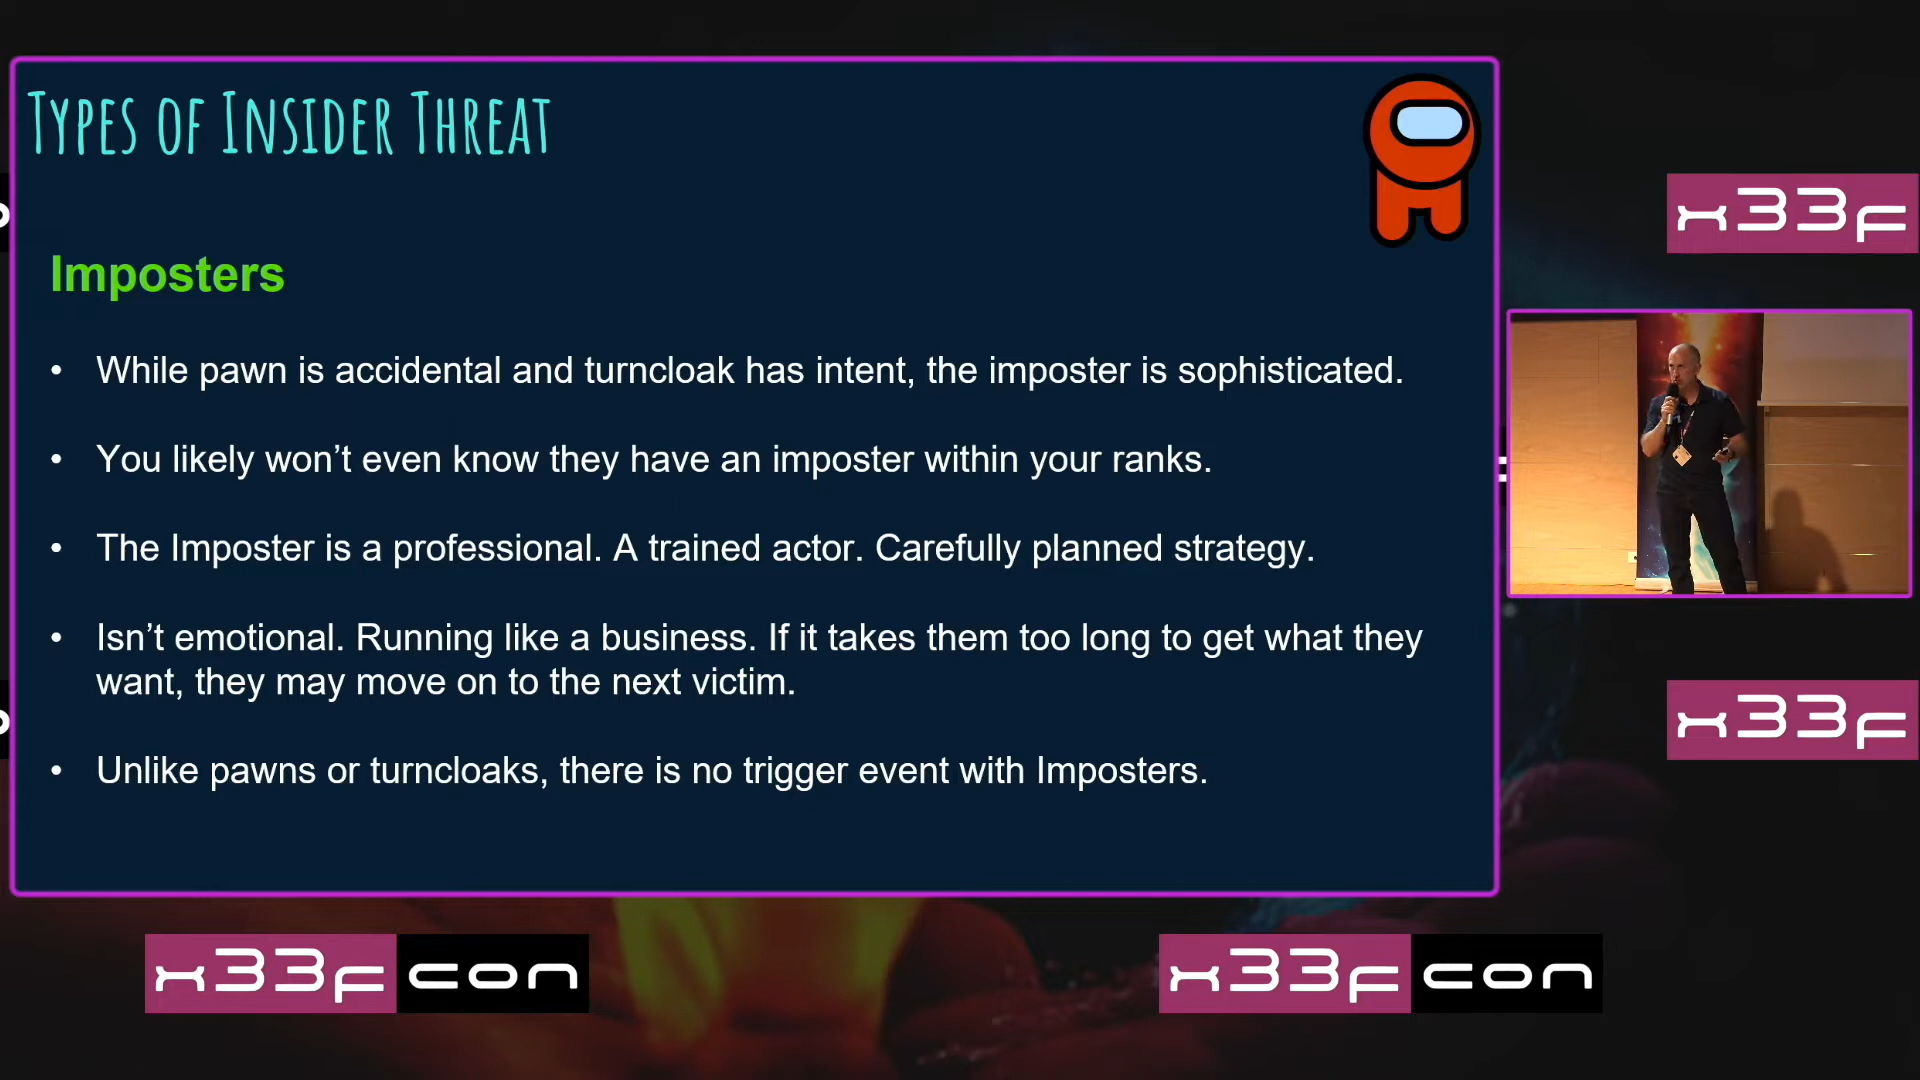 Types of Insider Threat
Imposters
• While pawn is accidental and turncloak has intent, the imposter is sophisticated.
• You likely won’t even know they have an imposter within your ranks.
• The Imposter is a professional. A trained actor. Carefully planned strategy.
• Isn’t emotional. Running like a business. If it takes them too long to get what they
want, they may move on to the next victim.
• Unlike pawns or turncloaks, there is no trigger event with Imposters.
x33f
x33f
x33fcon
x33fcon